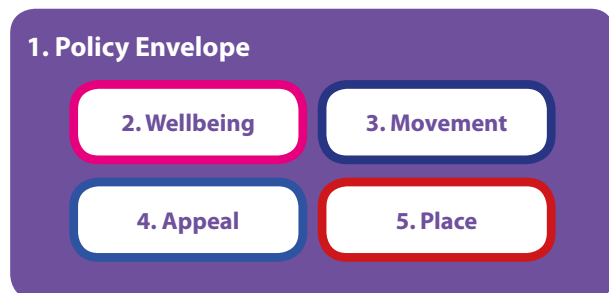 1. Policy Envelope
2. Wellbeing
3. Movement
4. Appeal
5. Place